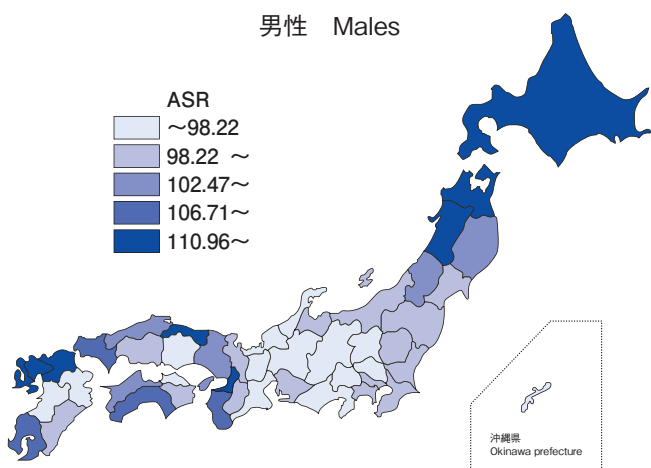 男性 Males
ASR
～98.22
98.22 ～
102.47～
106.71～
110.96～
沖縄県
Okinawa prefecture